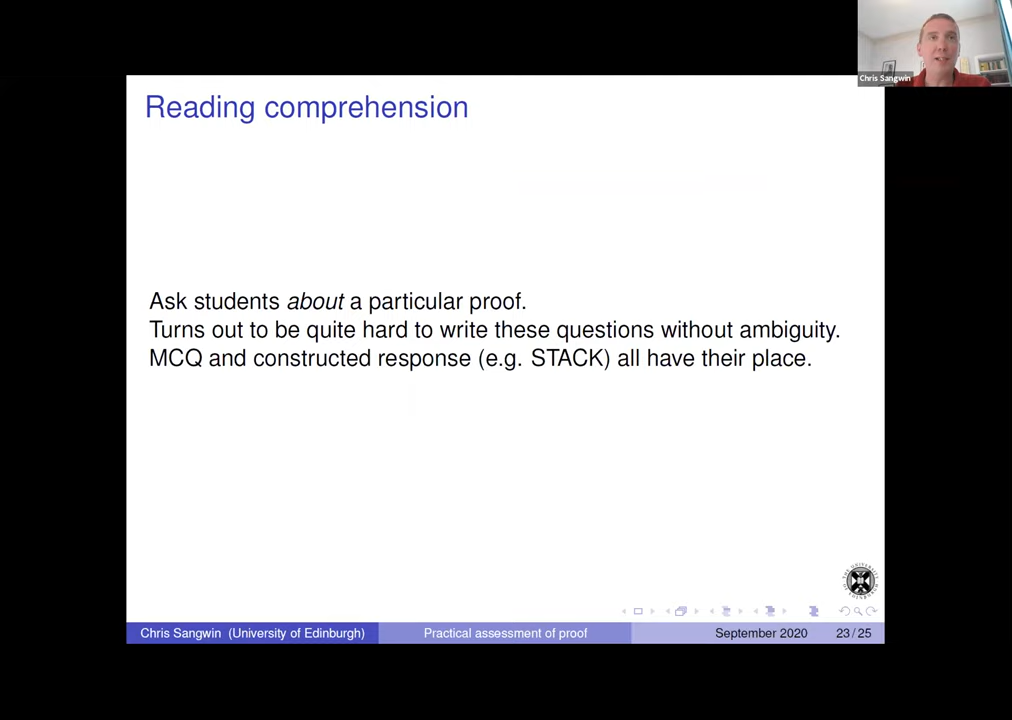 Chris Sangwin
Reading comprehension
Ask students about a particular proof.
Turns out to be quite hard to write these questions without ambiguity.
MCQ and constructed response (e.g. STACK) all have their place.
Chris Sangwin (University of Edinburgh)
Practical assessment of proof
September 2020
23/25